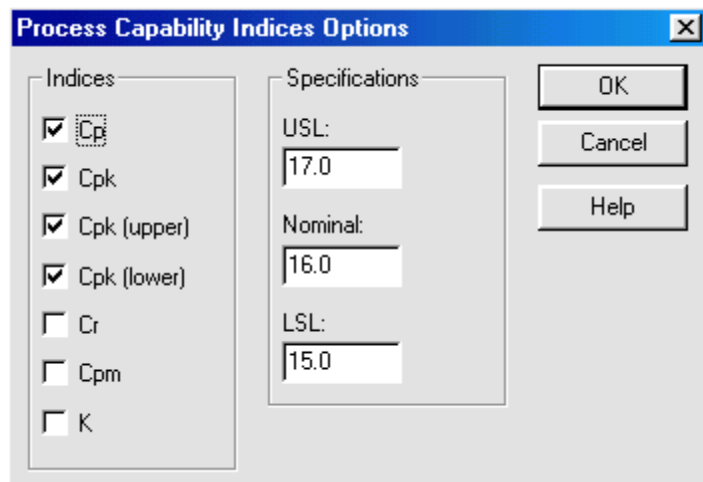 Process Capability Indices Options
Indices
Cp
Cpk
Cpk (upper)
Cpk (lower)
Cr
Cpm
K
Specifications
USL:
17.0
Nominal:
16.0
LSL:
15.0
OK
Cancel
Help